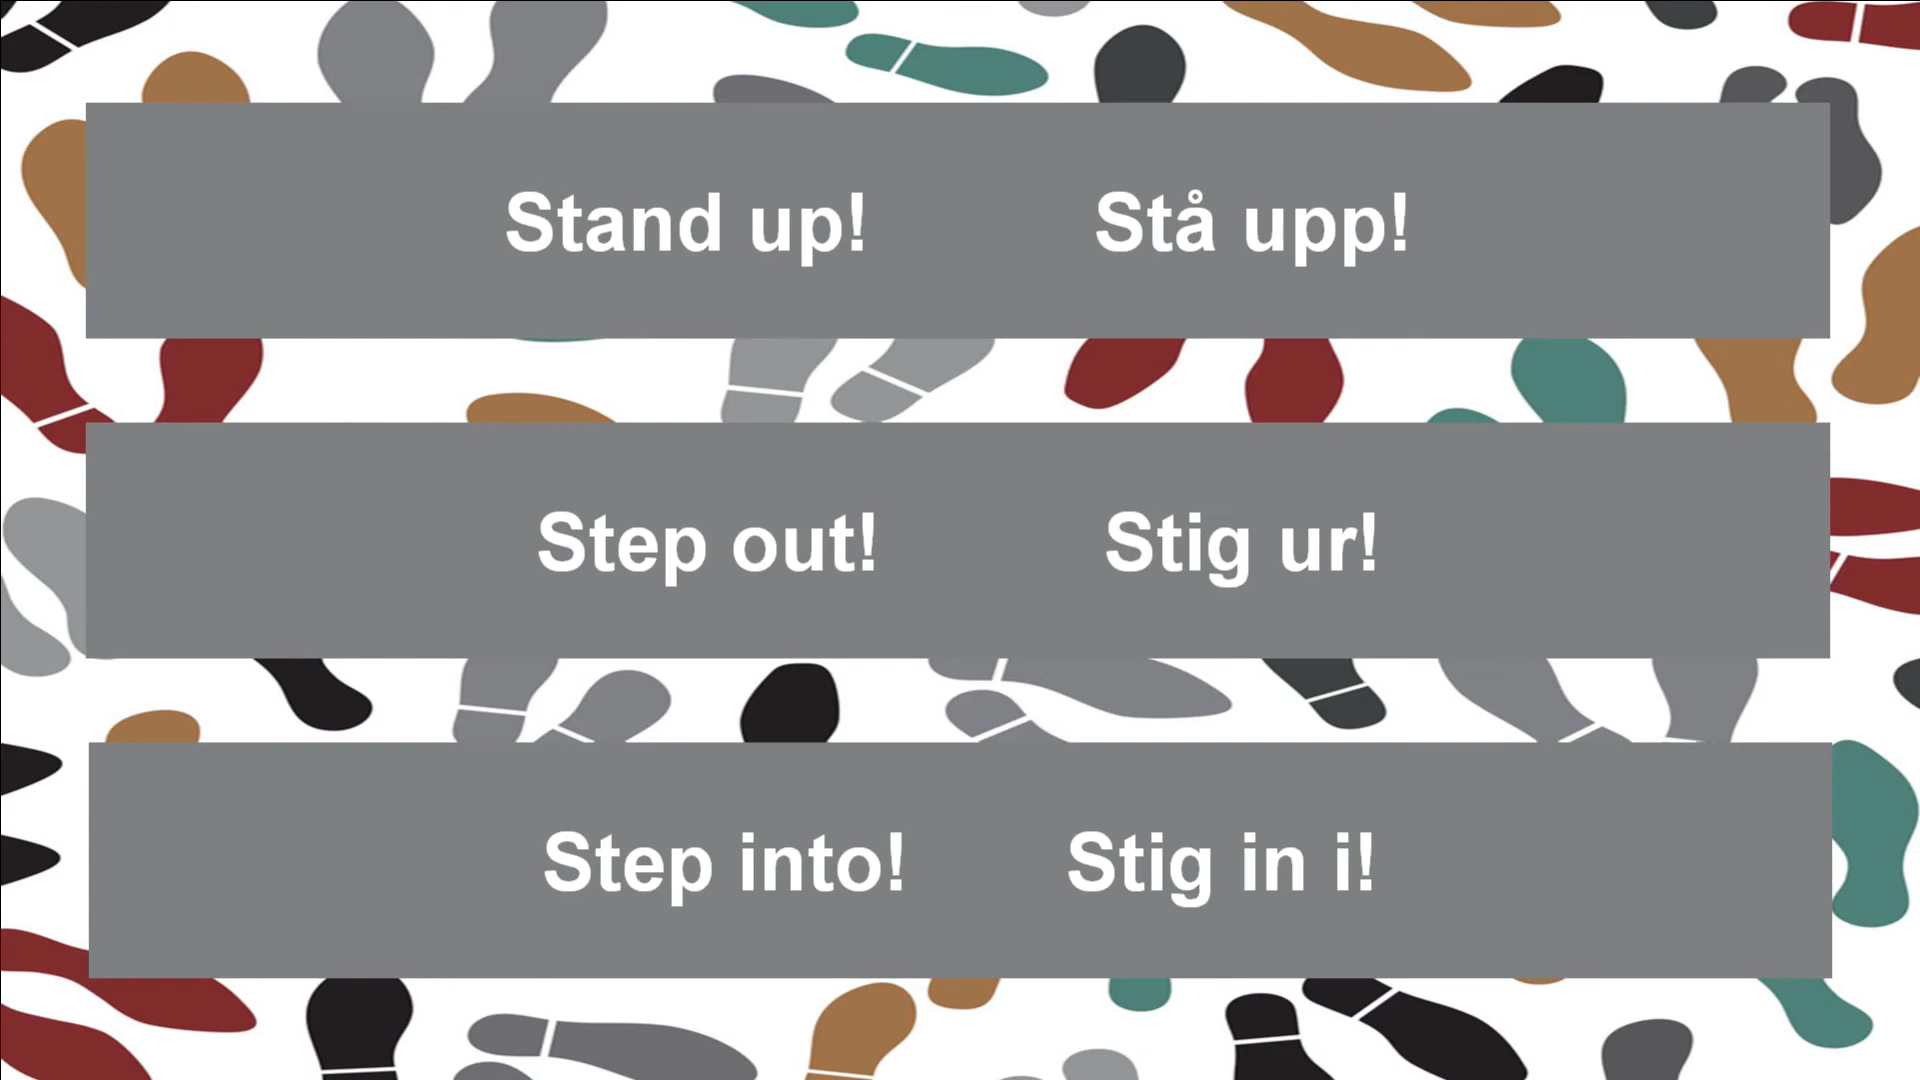 Stand up! Stå upp!
Step out! Stig ur!
Step into! Stig in i!